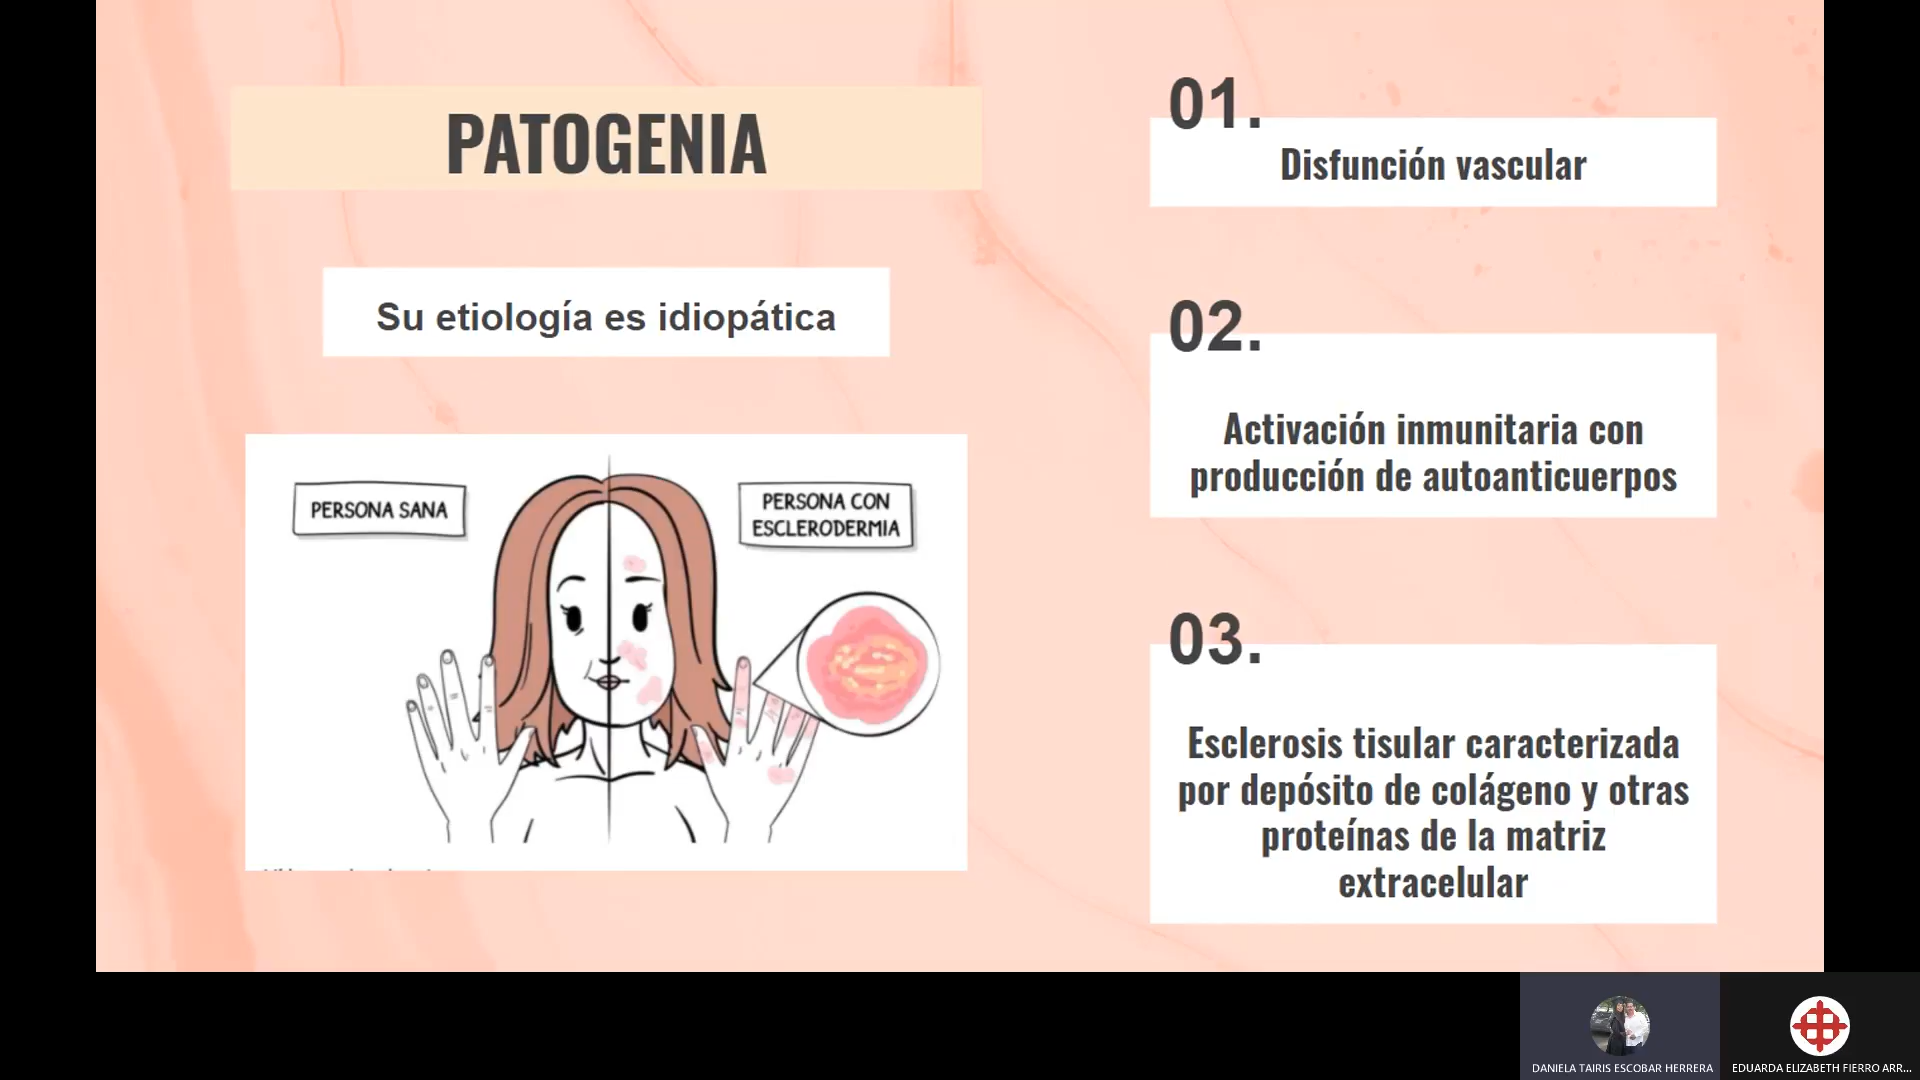 PATOGENIA
Su etiología es idiopática
PERSONA SANA
PERSONA CON
ESCLERODERMIA
01.
Disfunción vascular
02.
Activación inmunitaria con
producción de autoanticuerpos
03.
Esclerosis tisular caracterizada
por depósito de colágeno y otras
proteínas de la matriz
extracelular
DANIELA TAIRIS ESCOBAR HERRERA
EDUARDA ELIZABETH FIERRO ARR...